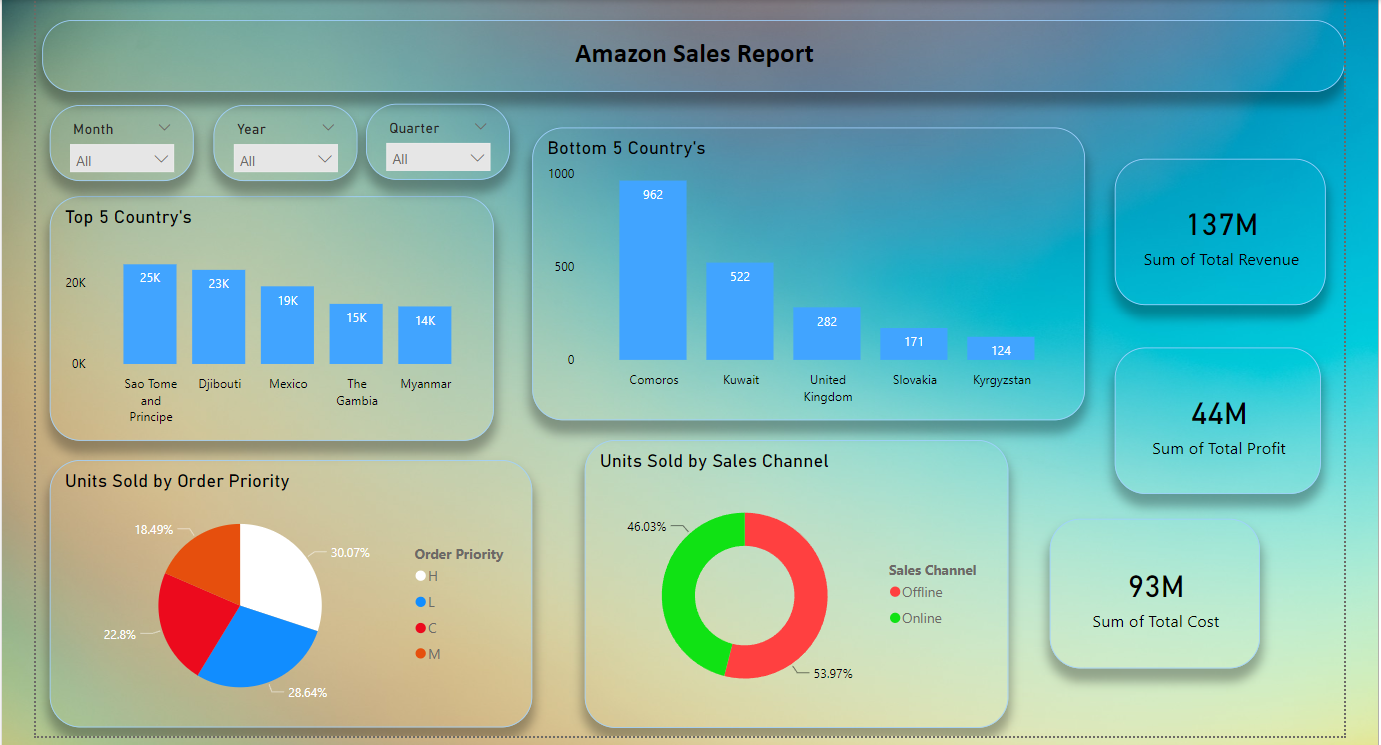 Amazon Sales Report
Month
All
Year
All
Quarter
All
Top 5 Country's
20K
0K
25K
23K
19K
15K
14K
Sao Tome
and
Principe
Djibouti
Mexico
The
Gambia
Myanmar
Bottom 5 Country's
1000
500
0
962
522
282
171
124
Comoros
Kuwait
United
Kingdom
Slovakia
Kyrgyzstan
137M
Sum of Total Revenue
44M
Sum of Total Profit
93M
Sum of Total Cost
Units Sold by Order Priority
18.49%
30.07%
22.8%
28.64%
Order Priority
H
L
C
M
Units Sold by Sales Channel
46.03%
53.97%
Sales Channel
Offline
Online